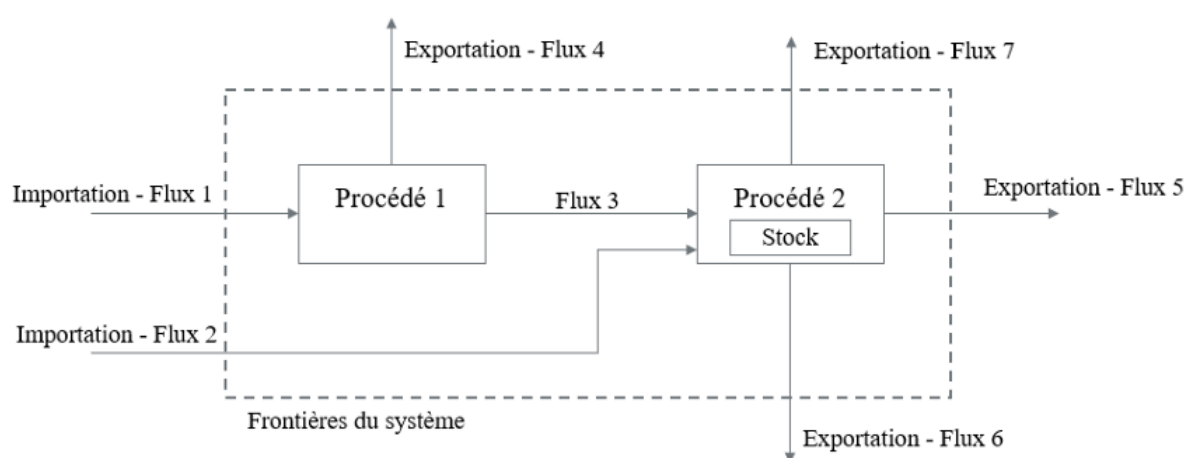 Exportation - Flux 4
Exportation - Flux 7
Importation - Flux 1
Procédé 1
Flux 3
Procédé 2
Stock
Exportation - Flux 5
Importation - Flux 2
Frontières du système
Exportation - Flux 6